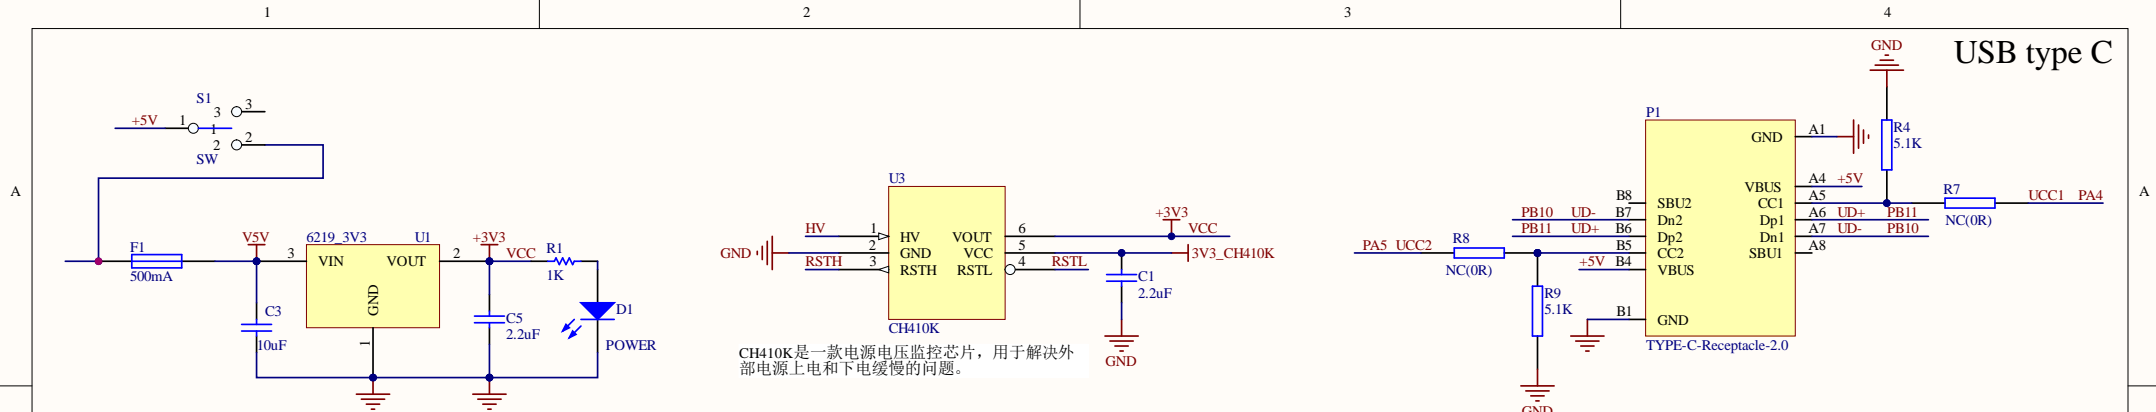 1
2
3
4
USB type C
GND
A
A
S1
3
3
+5V
1
1
2
2
SW
F1
500mA
V5V
6219_3V3
U1
3
VIN
VOUT
2
GND
1
+3V3
VCC
R1
1K
C3
10uF
C5
2.2uF
D1
POWER
U3
HV
1
HV
VOUT
6
GND
2
GND
VCC
5
RSTH
3
RSTH
RSTL
4
RSTL
+3V3
VCC
3V3_CH410K
C1
2.2uF
GND
CH410K
CH410K是一款电源电压监控芯片，用于解决外
部电源上电和下电缓慢的问题。
P1
GND
A1
R4
5.1K
VBUS
A4
+5V
B8
SBU2
CC1
A5
R7
NC(0R)
UCC1
PA4
PB10
UD-
B7
Dn2
Dp1
A6
UD+
PB11
PB11
UD+
B6
Dp2
Dn1
A7
UD-
PB10
PA5
UCC2
R8
NC(0R)
B5
CC2
SBU1
A8
+5V
B4
VBUS
R9
5.1K
B1
GND
TYPE-C-Receptacle-2.0
GND